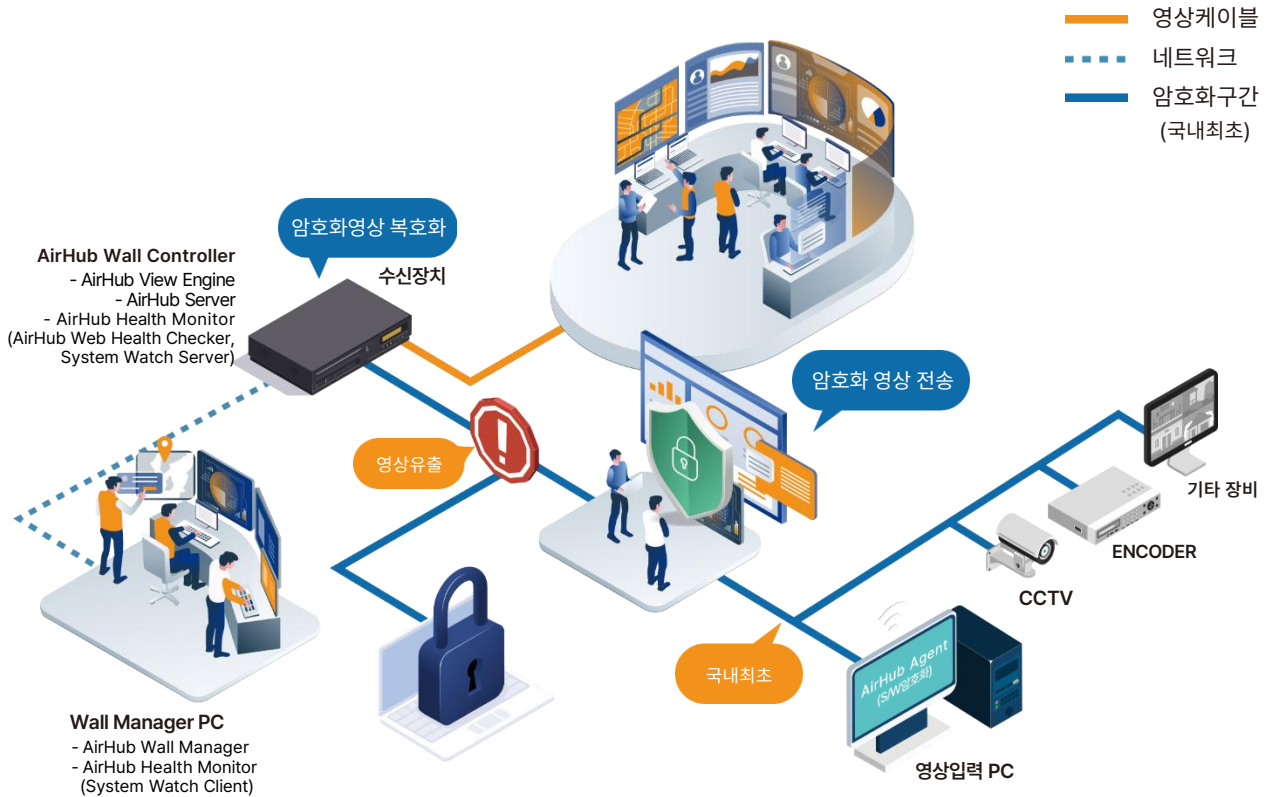 영상케이블
네트워크
암호화구간
(국내최초)
암호화영상 복호화
수신장치
AirHub Wall Controller
- AirHub View Engine
- AirHub Server
- AirHub Health Monitor
(AirHub Web Health Checker,
System Watch Server)
암호화 영상 전송
영상유출
기타 장비
ENCODER
CCTV
국내최초
AirHub Agent
(S/W암호화)
영상입력 PC
Wall Manager PC
- AirHub Wall Manager
- AirHub Health Monitor
(System Watch Client)